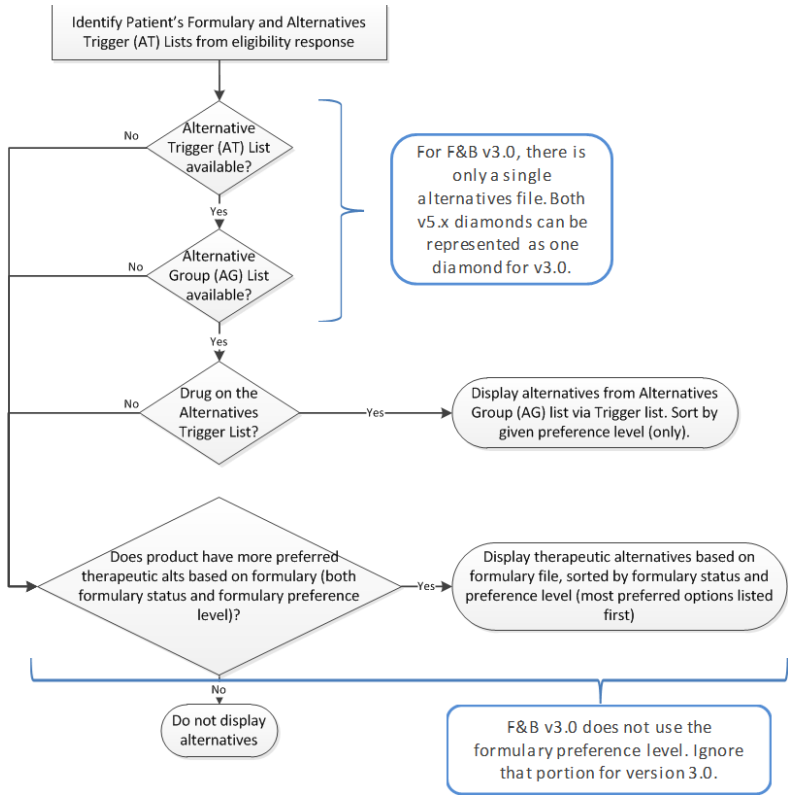 Identify Patient's Formulary and Alternatives
Trigger (AT) Lists from eligibility response
No
Alternative
Trigger (AT) List
available?
For F&B v3.0, there is
only a single
alternatives file. Both
v5.x diamonds can be
represented as one
diamond for v3.0.
Yes
No
Alternative
Group (AG) List
available?
Yes
No
Drug on the
Alternatives
Trigger List?
Yes
Display alternatives from Alternatives
Group (AG) list via Trigger list. Sort by
given preference level (only).
Does product have more preferred
therapeutic alts based on formulary (both
formulary status and formulary preference
level)?
Yes
Display therapeutic alternatives based on
formulary file, sorted by formulary status and
preference level (most preferred options listed
first)
No
Do not display
alternatives
F&B v3.0 does not use the
formulary preference level. Ignore
that portion for version 3.0.